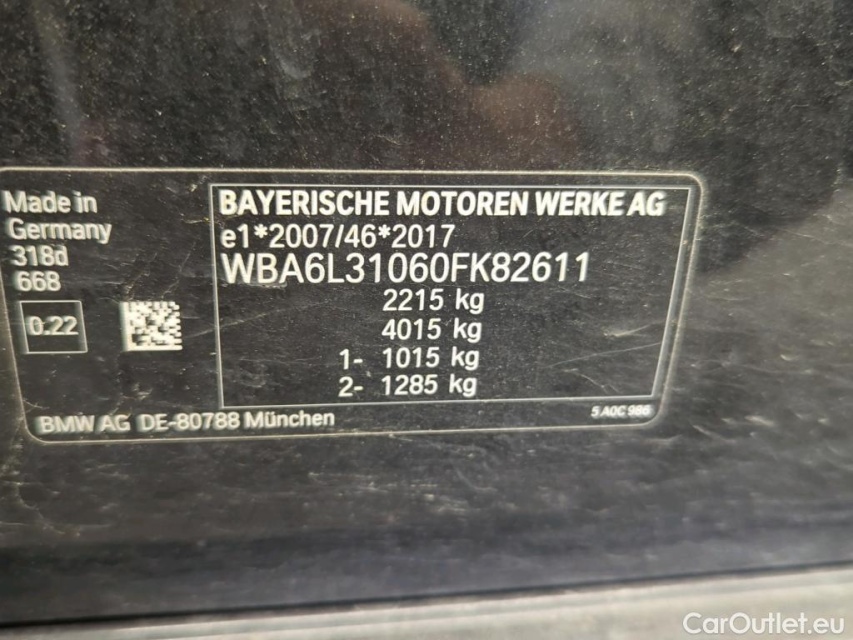 Made in
Germany
318d
668
0.22
BAYERISCHE MOTOREN WERKE AG
e1*2007/46*2017
WBA6L31060FK82611
2215 kg
4015 kg
1- 1015 kg
2- 1285 kg
BMW AG DE-80788 München
5 A0C 986
CarOutlet.eu